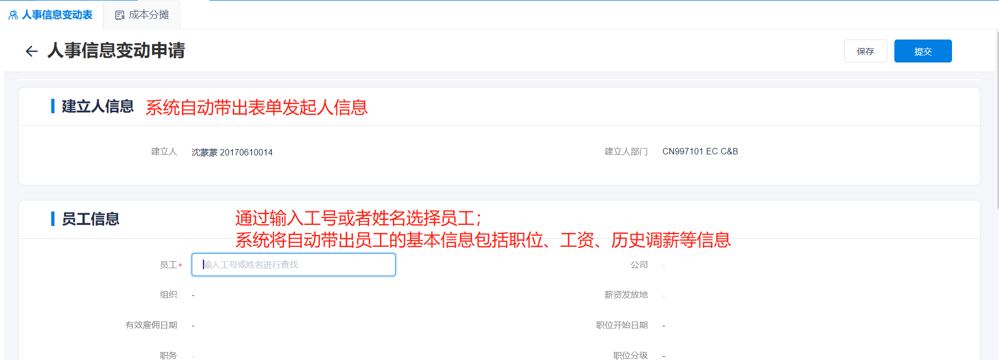 人事信息变动表 成本分摊
人事信息变动申请 保存 提交
建立人信息 系统自动带出表单发起人信息
建立人 沈蒙蒙 20170610014 建立人部门 CN997101 EC C&B
员工信息 通过输入工号或者姓名选择员工；
系统将自动带出员工的基本信息包括职位、工资、历史调薪等信息
员工* 输入工号或姓名进行查找 公司 -
组织 - 薪资发放地 -
有效雇佣日期 - 职位开始日期 -
职务 - 职位分级 -